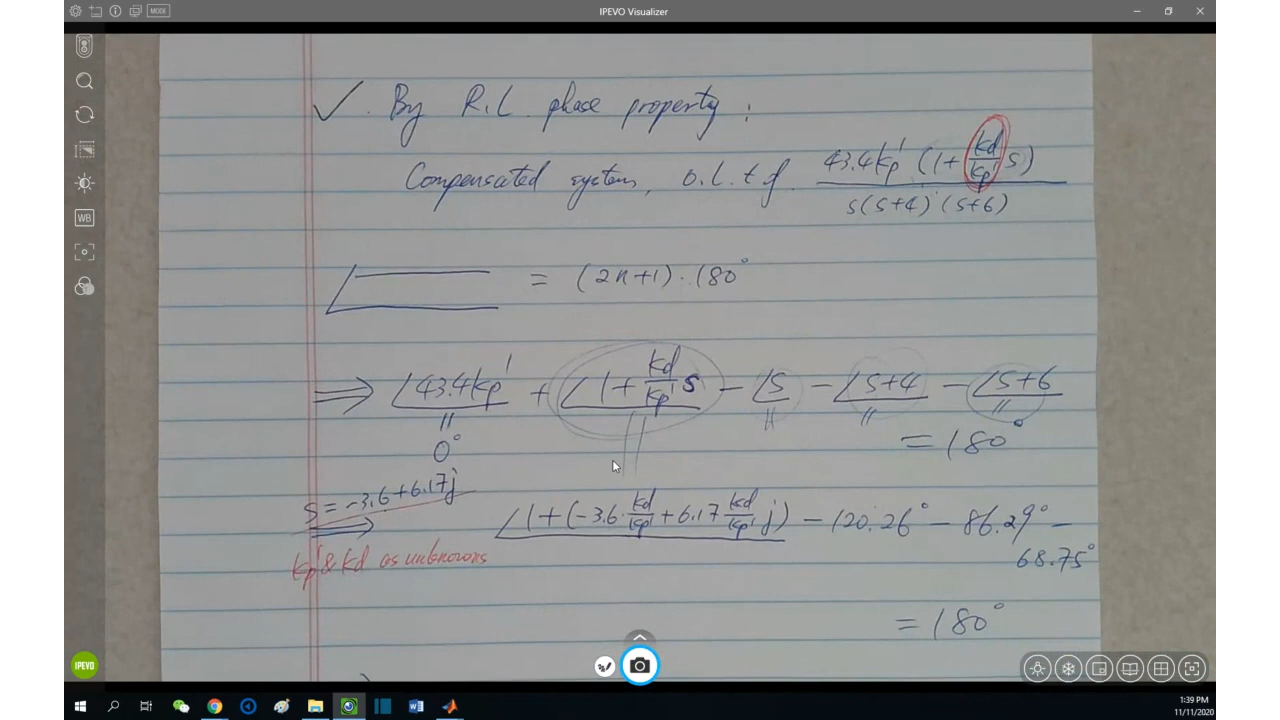 IPEVO Visualizer
MODE
✓. By R.L. phase property :
Compensated system, o.l.t.f. 43.4kp' (1+ kd/kp' s) / s(s+4)(s+6)
∠ = (2n+1)·180°
⟹ ∠43.4kp' + ∠1+ kd/kp' s − ∠s − ∠s+4 − ∠s+6
0° = 180°
s = −3.6+6.17j
⟹ ∠1+(−3.6·kd/kp' + 6.17 kd/kp' j) − 120.26° − 86.29° −
68.75°
kp' & kd as unknowns
= 180°
WB
IPEVO
1:39 PM
11/11/2020